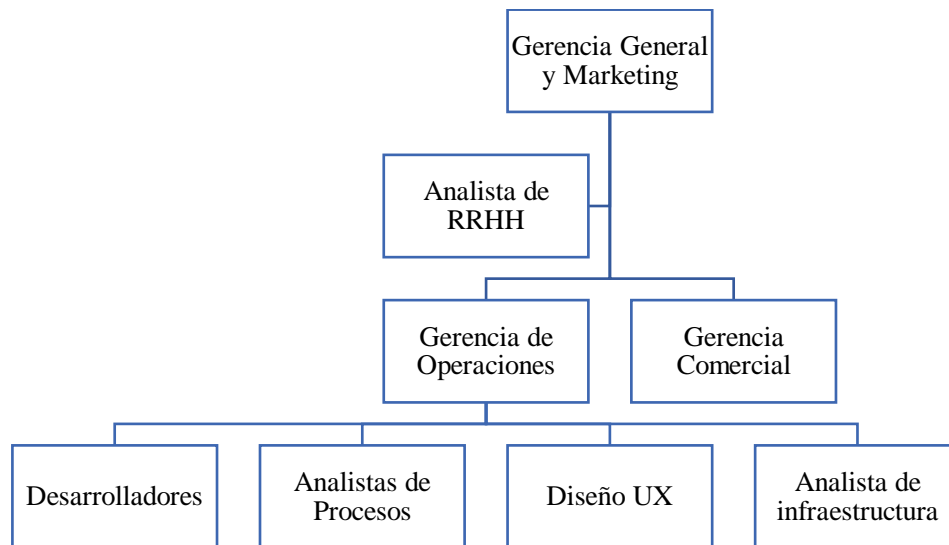 Gerencia General
y Marketing
Analista de
RRHH
Gerencia de
Operaciones
Gerencia
Comercial
Desarrolladores
Analistas de
Procesos
Diseño UX
Analista de
infraestructura